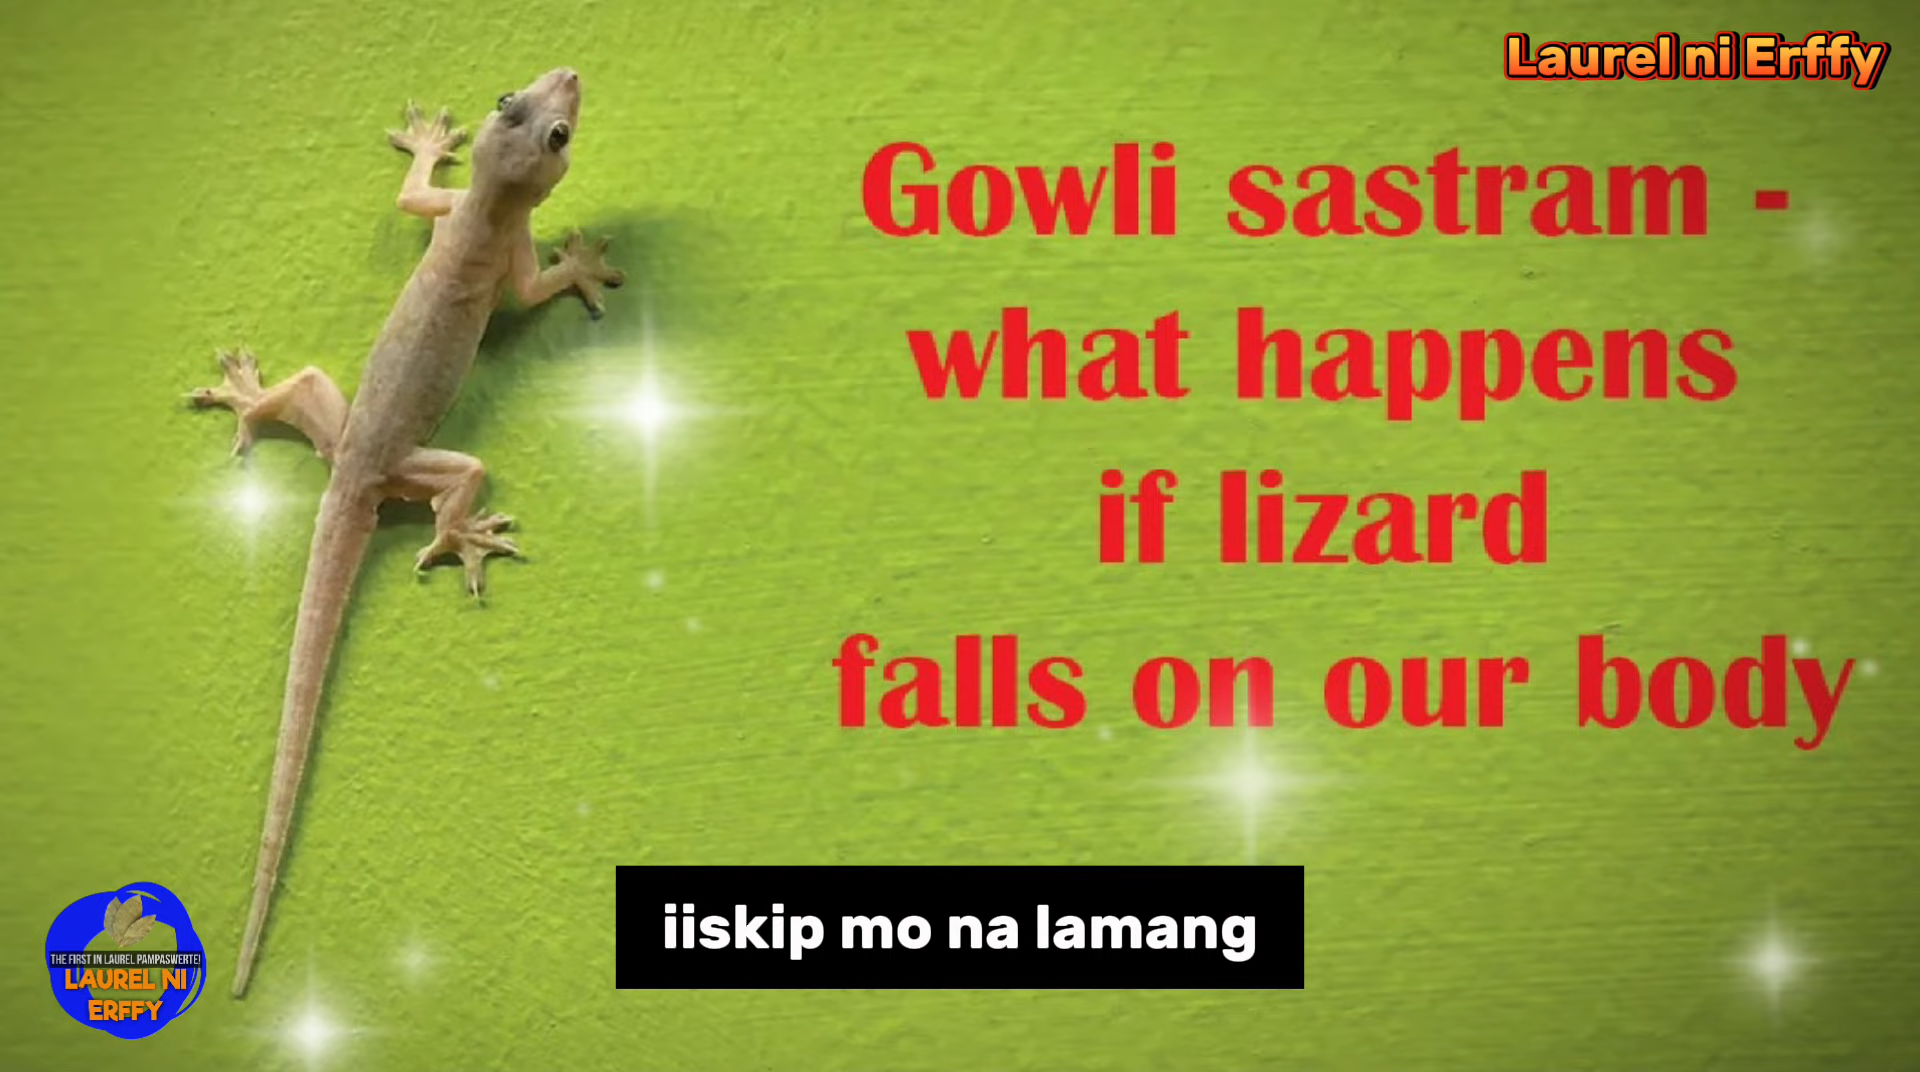 Laurel ni Erffy
Gowli sastram -
what happens
if lizard
falls on our body
iiskip mo na lamang
THE FIRST IN LAUREL PAMPASWERTE!
LAUREL NI
ERFFY